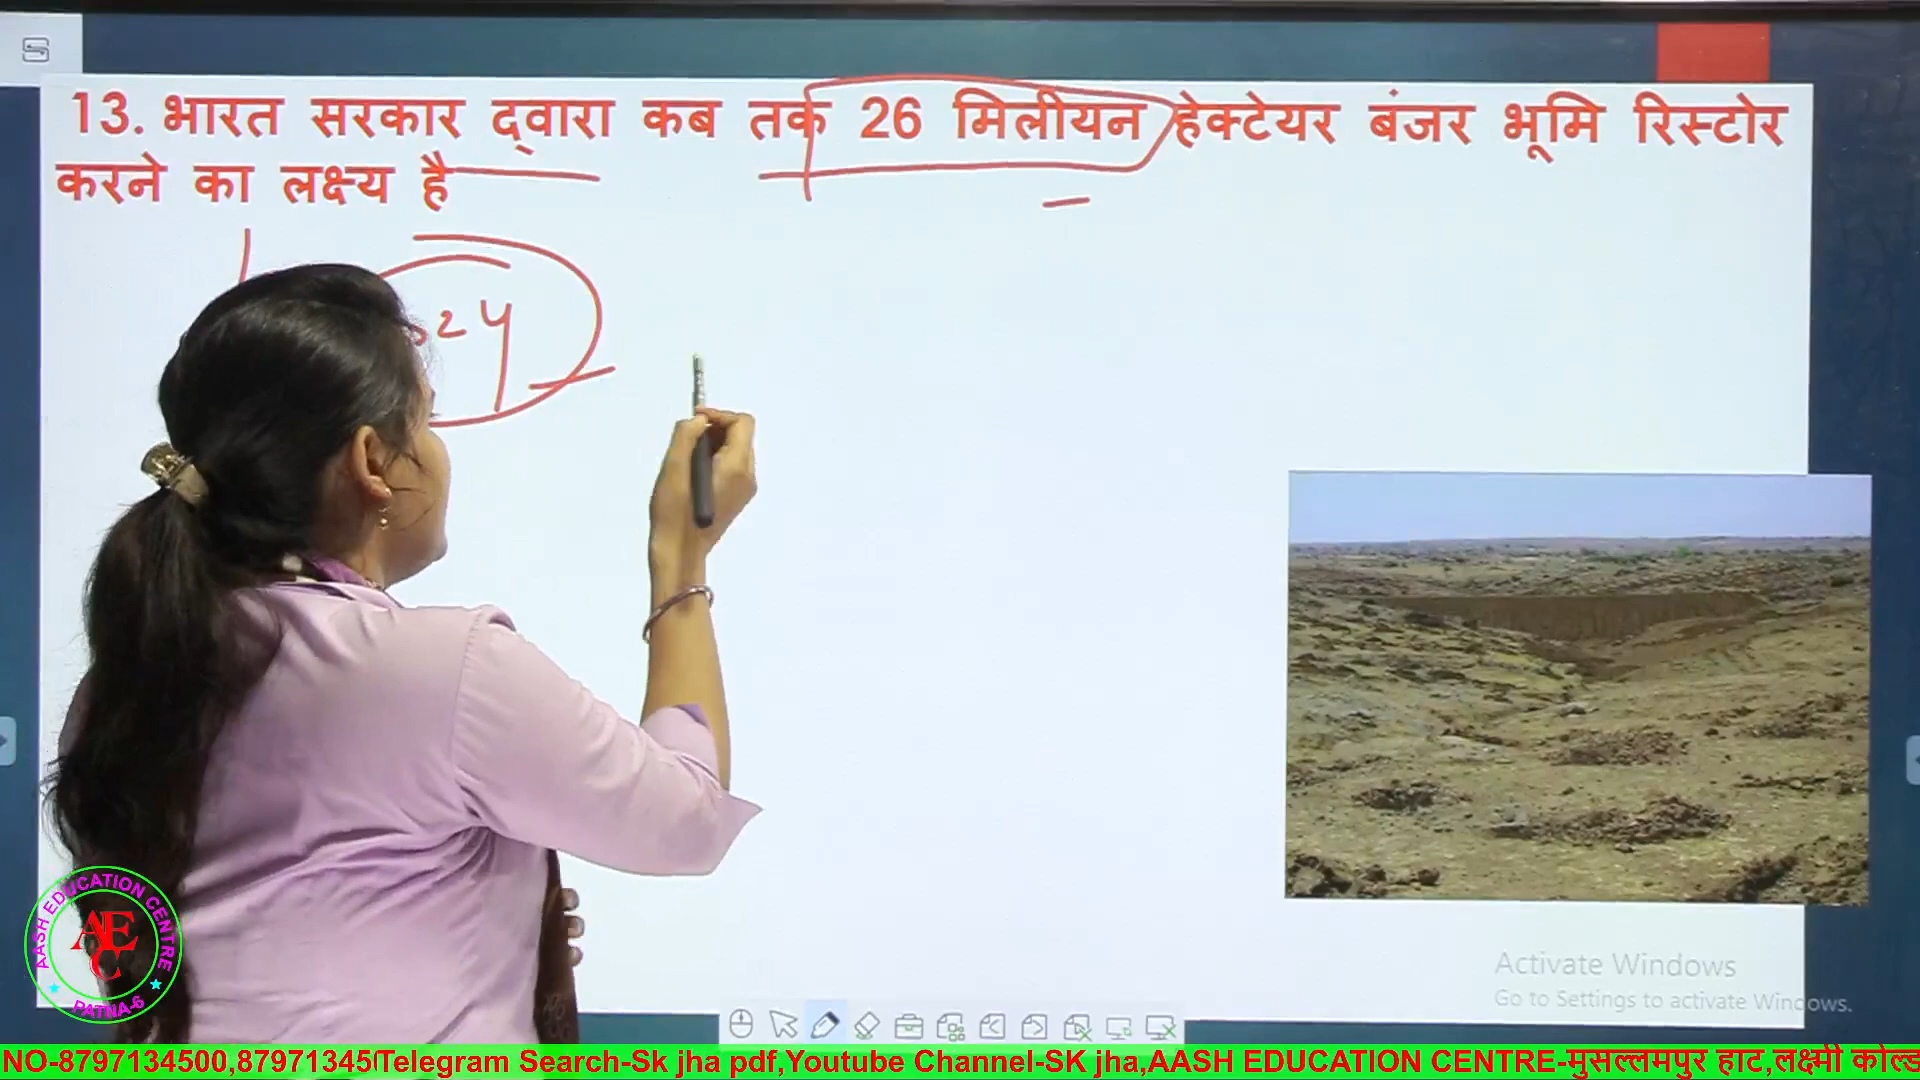 13. भारत सरकार द्वारा कब तक 26 मिलीयन हेक्टेयर बंजर भूमि रिस्टोर
करने का लक्ष्य है
Activate Windows
Go to Settings to activate Windows.
AASH EDUCATION CENTRE
AEC
PATNA-6
NO-8797134500,879713450 Telegram Search-Sk jha pdf,Youtube Channel-SK jha,AASH EDUCATION CENTRE-मुसल्लमपुर हाट,लक्ष्मी कोल्ड